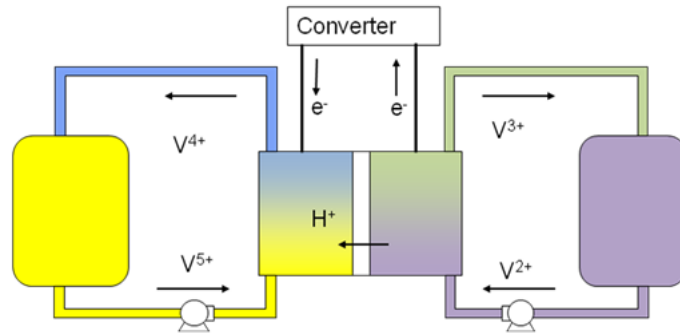 Converter
e-
e-
V4+
V3+
H+
V5+
V2+